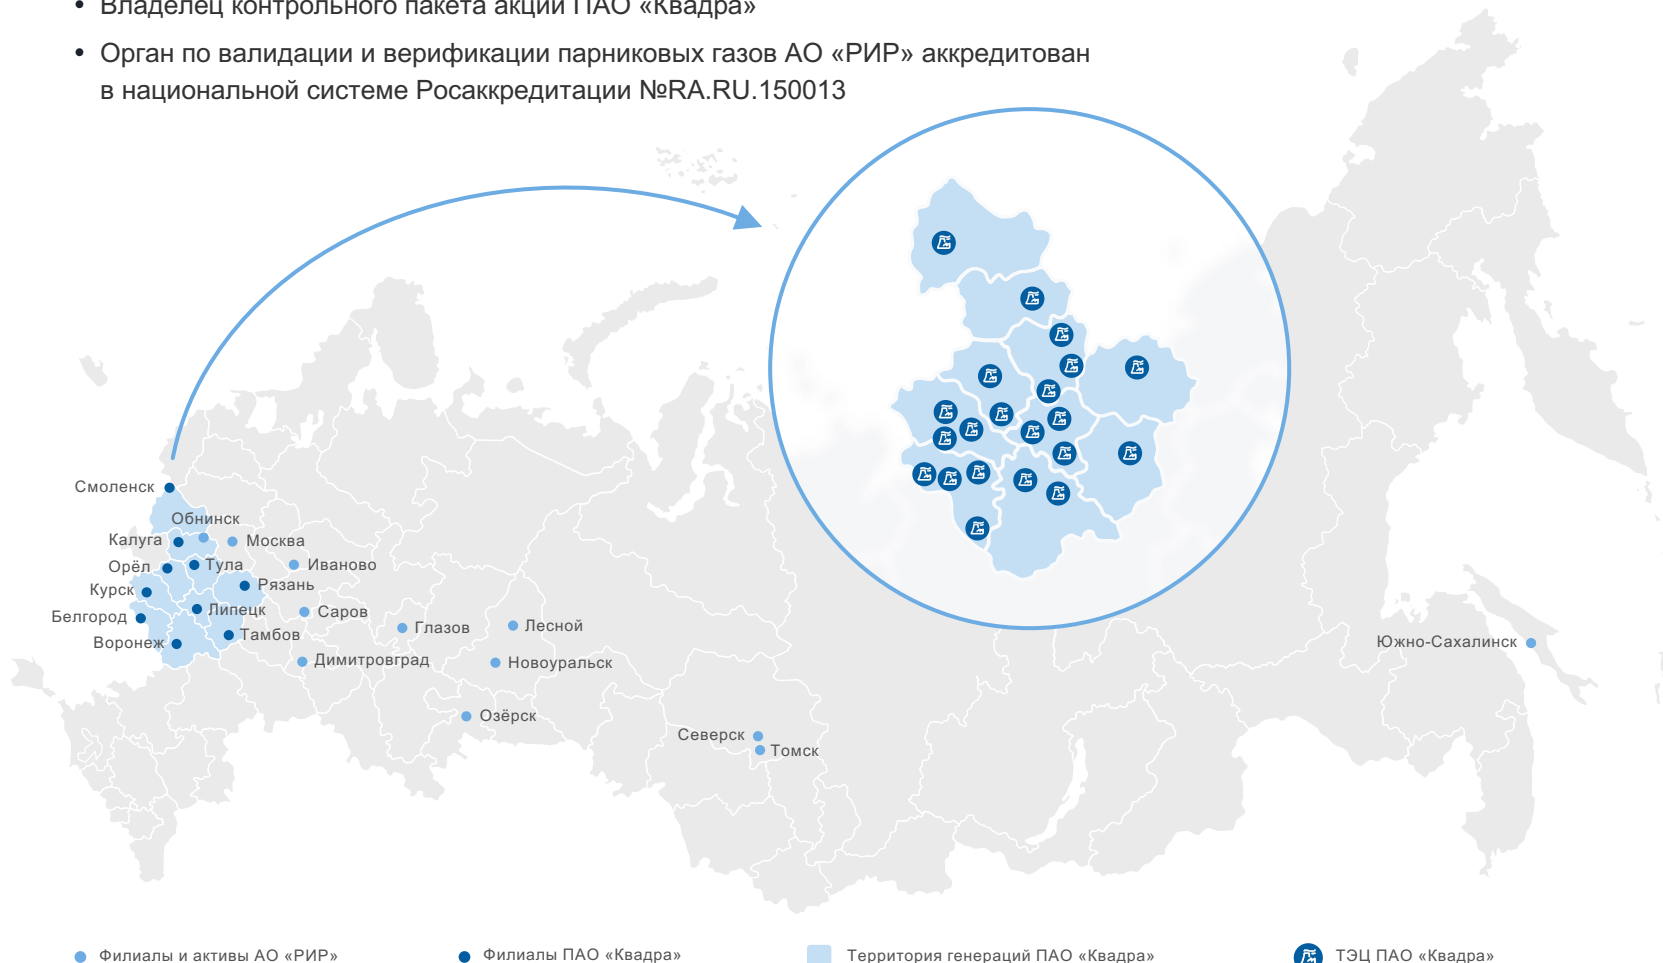 • Владелец контрольного пакета акций ПАО «Квадра»
• Орган по валидации и верификации парниковых газов АО «РИР» аккредитован
в национальной системе Росаккредитации №RA.RU.150013
Смоленск
Обнинск
Калуга
Москва
Орёл
Тула
Иваново
Курск
Рязань
Белгород
Липецк
Саров
Воронеж
Тамбов
Глазов
Лесной
Димитровград
Новоуральск
Южно-Сахалинск
Озёрск
Северск
Томск
Филиалы и активы АО «РИР»
Филиалы ПАО «Квадра»
Территория генераций ПАО «Квадра»
ТЭЦ ПАО «Квадра»